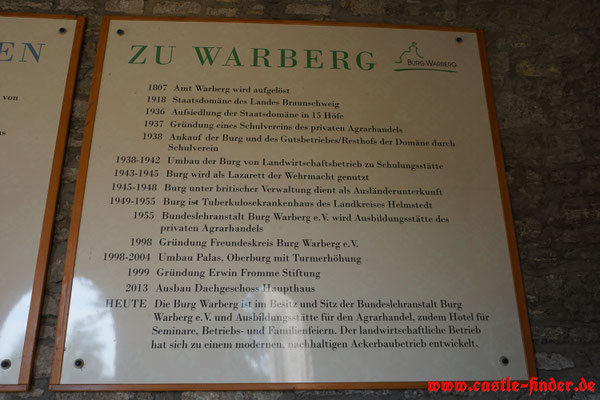 EN
von
ZU WARBERG
BURG WARBERG
1807 Amt Warberg wird aufgelöst
1918 Staatsdomäne des Landes Braunschweig
1936 Aufsiedlung der Staatsdomäne in 15 Höfe
1937 Gründung eines Schulvereins des privaten Agrarhandels
1938 Ankauf der Burg und des Gutsbetriebes/Resthofs der Domäne durch
Schulverein
1938-1942 Umbau der Burg von Landwirtschaftsbetrieb zu Schulungsstätte
1943-1945 Burg wird als Lazarett der Wehrmacht genutzt
1945-1948 Burg unter britischer Verwaltung dient als Ausländerunterkunft
1949-1955 Burg ist Tuberkulosekrankenhaus des Landkreises Helmstedt
1955 Bundeslehranstalt Burg Warberg e.V. wird Ausbildungsstätte des
privaten Agrarhandels
1998 Gründung Freundeskreis Burg Warberg e.V.
1998-2004 Umbau Palas, Oberburg mit Turmerhöhung
1999 Gründung Erwin Fromme Stiftung
2013 Ausbau Dachgeschoss Haupthaus
HEUTE Die Burg Warberg ist im Besitz und Sitz der Bundeslehranstalt Burg
Warberg e.V. und Ausbildungsstätte für den Agrarhandel, zudem Hotel für
Seminare, Betriebs- und Familienfeiern. Der landwirtschaftliche Betrieb
hat sich zu einem modernen, nachhaltigen Ackerbaubetrieb entwickelt.
www.castle-finder.de